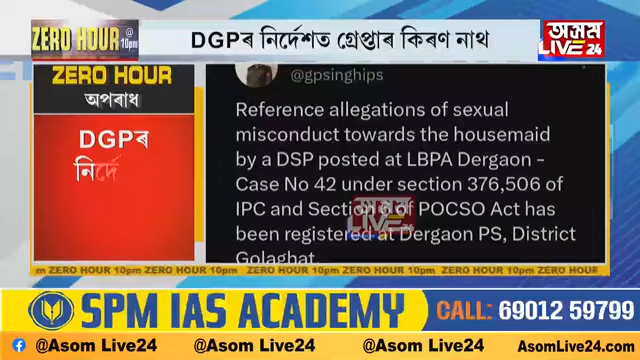 ZERO HOUR @ 10pm
DGPৰ নিৰ্দেশত গ্ৰেপ্তাৰ কিৰণ নাথ
অসম LIVE 24
ZERO HOUR
অপৰাধ
DGPৰ
নিৰ্দে
@gpsinghips
Reference allegations of sexual
misconduct towards the housemaid
by a DSP posted at LBPA Dergaon -
Case No 42 under section 376,506 of
IPC and Section 6 of POCSO Act has
been registered at Dergaon PS, District
Golaghat.
অসম LIVE 24
m ZERO HOUR 10pm ZERO HOUR 10pm ZERO HOUR 10pm ZERO HOUR 10pm ZERO HOUR 10pm ZERO HOUR 10pm
SPM IAS ACADEMY CALL: 69012 59799
@Asom Live24 @Asom Live24 @Asom Live24 @Asom Live24